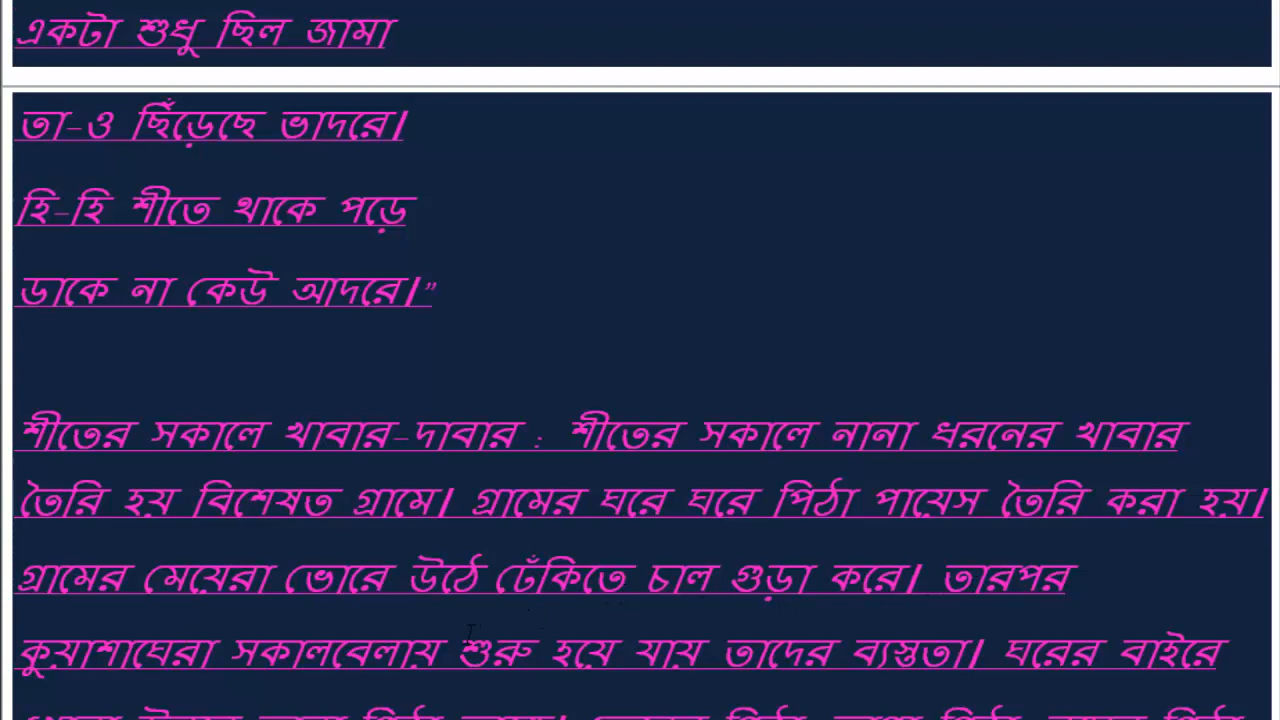 একটা শুধু ছিল জামা
তা-ও ছিঁড়েছে ভাদরে।
হি-হি শীতে থাকে পড়ে
ডাকে না কেউ আদরে।”
শীতের সকালে খাবার-দাবার : শীতের সকালে নানা ধরনের খাবার
তৈরি হয় বিশেষত গ্রামে। গ্রামের ঘরে ঘরে পিঠা পায়েস তৈরি করা হয়।
গ্রামের মেয়েরা ভোরে উঠে ঢেঁকিতে চাল গুড়া করে। তারপর
কুয়াশাঘেরা সকালবেলায় শুরু হয়ে যায় তাদের ব্যস্ততা। ঘরের বাইরে